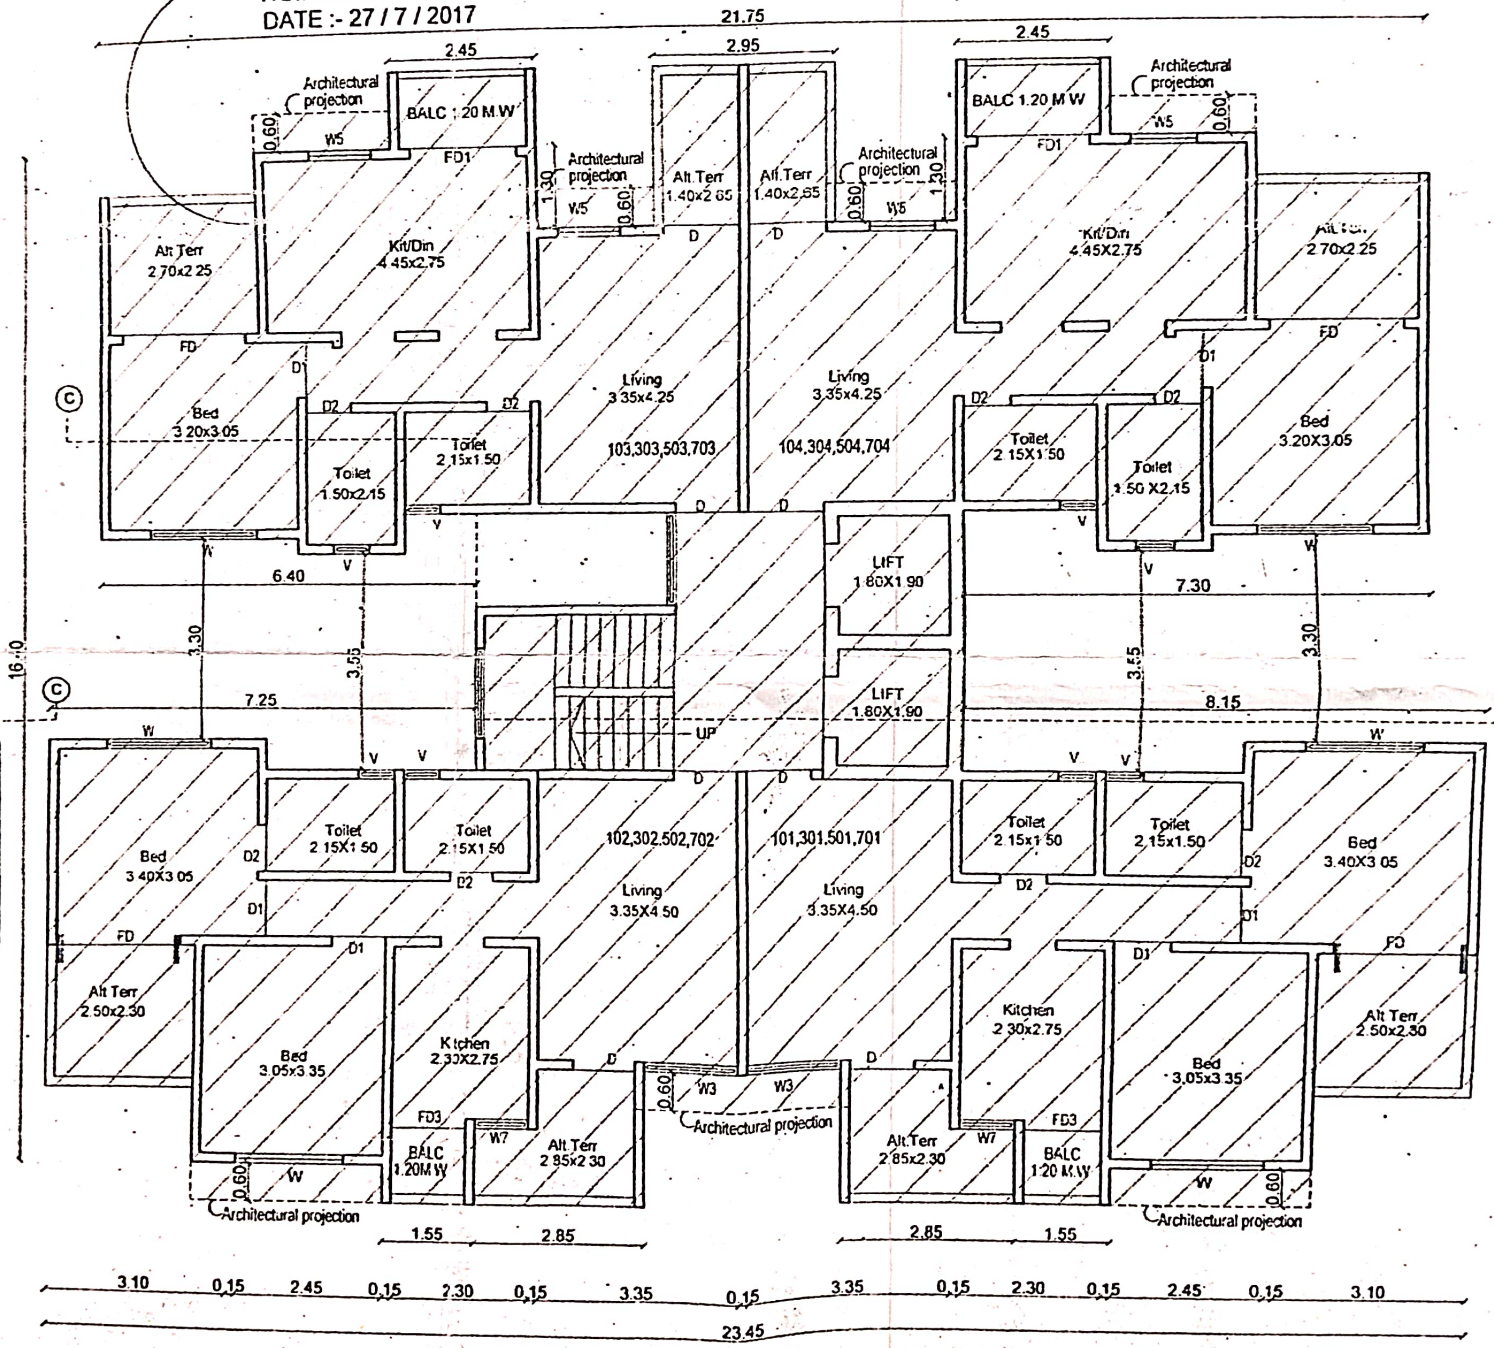 DATE :- 27 / 7 / 2017
21.75
2.45
2.95
2.45
Architectural
projection
BALC 1.20 M.W
0.60
W5
FD1
1.30
Architectural
projection
W5
0.60
Alt.Terr
1.40x2.65
Alt.Terr
1.40x2.65
Architectural
projection
0.60
W5
1.30
BALC 1.20 M.W
FD1
Architectural
projection
W5
0.60
Alt Terr
2.70x2.25
Kit/Din
4.45x2.75
D
D
Kit/Din
4.45X2.75
2.70x2.25
FD
D1
D1
FD
C
Bed
3.20x3.05
D2
D2
Toilet
1.50x2.15
Toilet
2.15x1.50
Living
3.35x4.25
103,303,503,703
Living
3.35x4.25
104,304,504,704
D2
D2
Toilet
2.15X1.50
Toilet
1.50 X2.15
Bed
3.20X3.05
W
V
V
D
D
V
V
W
6.40
LIFT
1.80X1.90
7.30
16.40
3.30
3.55
3.55
3.30
C
7.25
LIFT
1.80X1.90
8.15
UP
W
V
V
D
D
V
V
W
Bed
3.40X3.05
D2
D1
Toilet
2.15X1.50
Toilet
2.15X1.50
D2
102,302,502,702
Living
3.35X4.50
101,301,501,701
Living
3.35X4.50
Toilet
2.15x1.50
D2
Toilet
2.15x1.50
D2
D1
Bed
3.40X3.05
FD
D1
D1
FD
Alt Terr
2.50x2.30
Bed
3.05x3.35
Kitchen
2.30X2.75
D
D
Kitchen
2.30x2.75
Bed
3.05x3.35
Alt Terr
2.50x2.30
0.60
W3
W3
Architectural projection
FD3
W7
BALC
1.20M.W
Alt.Terr
2.85x2.30
Alt.Terr
2.85x2.30
W7
FD3
BALC
1.20 M.W
0.60
W
Architectural projection
W
0.60
Architectural projection
1.55
2.85
2.85
1.55
3.10
0.15
2.45
0.15
2.30
0.15
3.35
0.15
3.35
0.15
2.30
0.15
2.45
0.15
3.10
23.45